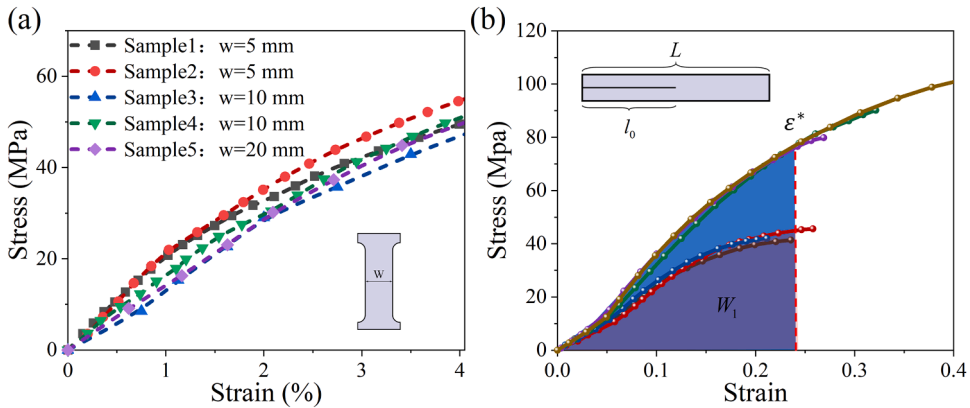 (a)
Stress (MPa)
60
40
20
0
Sample1：w=5 mm
Sample2：w=5 mm
Sample3：w=10 mm
Sample4：w=10 mm
Sample5：w=20 mm
w
0 1 2 3 4
Strain (%)
(b)
Stress (Mpa)
120
100
80
60
40
20
0
L
l₀
ε*
W₁
0.0 0.1 0.2 0.3 0.4
Strain